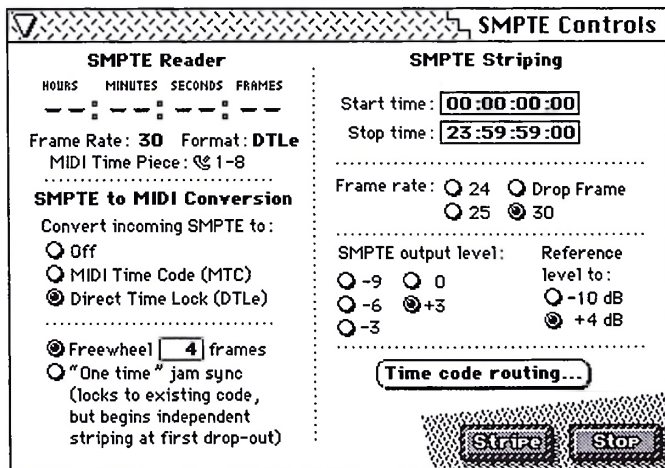 SMPTE Controls
SMPTE Reader
HOURS MINUTES SECONDS FRAMES
--:--:--:--
Frame Rate: 30 Format: DTLe
MIDI Time Piece: 1-8
SMPTE to MIDI Conversion
Convert incoming SMPTE to:
Off
MIDI Time Code (MTC)
Direct Time Lock (DTLe)
Freewheel 4 frames
"One time" jam sync
(locks to existing code,
but begins independent
striping at first drop-out)
SMPTE Striping
Start time: 00:00:00:00
Stop time: 23:59:59:00
Frame rate: 24 Drop Frame
25 30
SMPTE output level:
-9 0
-6 +3
-3
Reference
level to:
-10 dB
+4 dB
Time code routing...
Stripe Stop